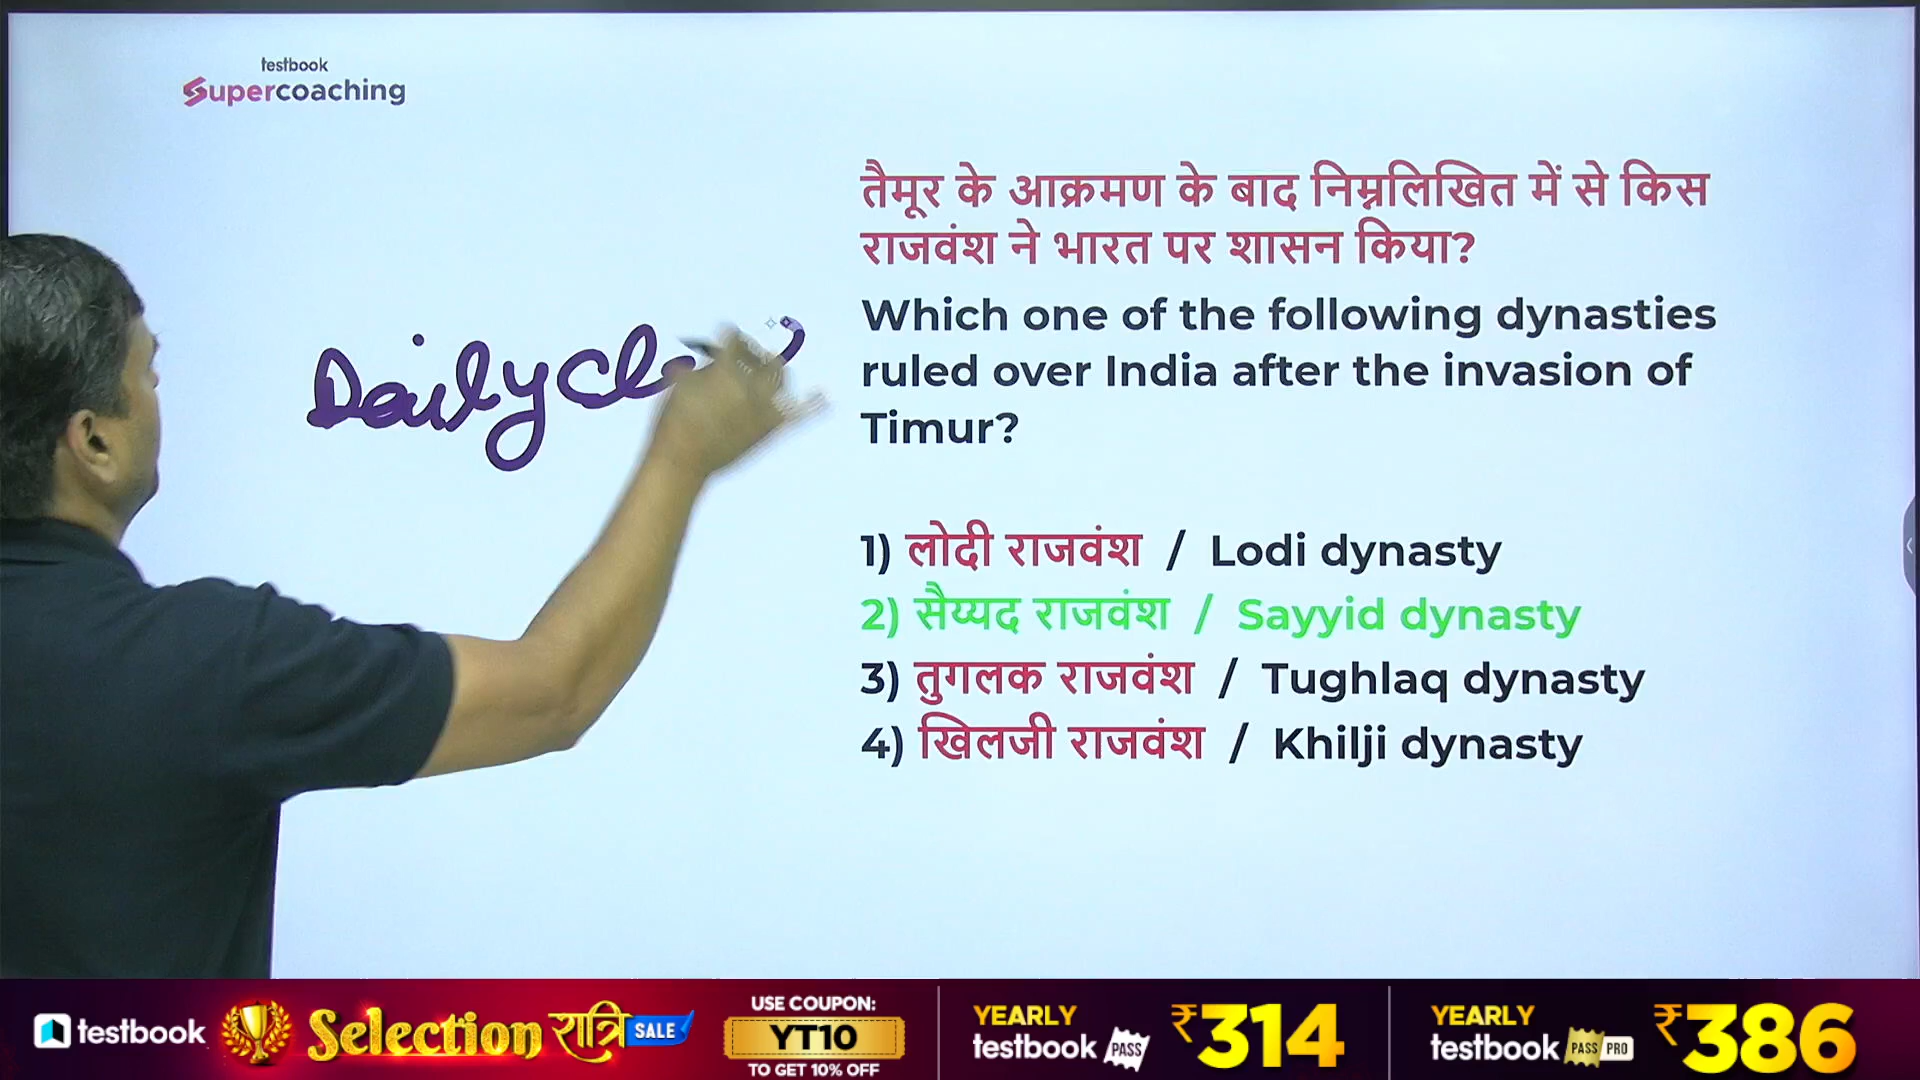 testbook
Supercoaching
तैमूर के आक्रमण के बाद निम्नलिखित में से किस
राजवंश ने भारत पर शासन किया?
Which one of the following dynasties
ruled over India after the invasion of
Timur?
Daily
1) लोदी राजवंश / Lodi dynasty
2) सैय्यद राजवंश / Sayyid dynasty
3) तुगलक राजवंश / Tughlaq dynasty
4) खिलजी राजवंश / Khilji dynasty
testbook
Selection रात्रि SALE
USE COUPON:
YT10
TO GET 10% OFF
YEARLY
testbook PASS
₹314
YEARLY
testbook PASS PRO
₹386